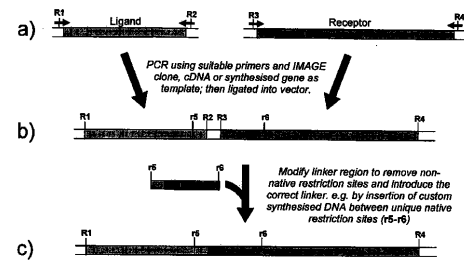 R1 Ligand R2 R3 Receptor R4
a)
PCR using suitable primers and IMAGE
clone, cDNA or synthesised gene as
template; then ligated into vector.
R1 r5 R2 R3 r6 R4
b)
r5 r6
Modify linker region to remove non-
native restriction sites and introduce the
correct linker. e.g. by insertion of custom
synthesised DNA between unique native
restriction sites (r5-r6)
R1 r5 r6 R4
c)